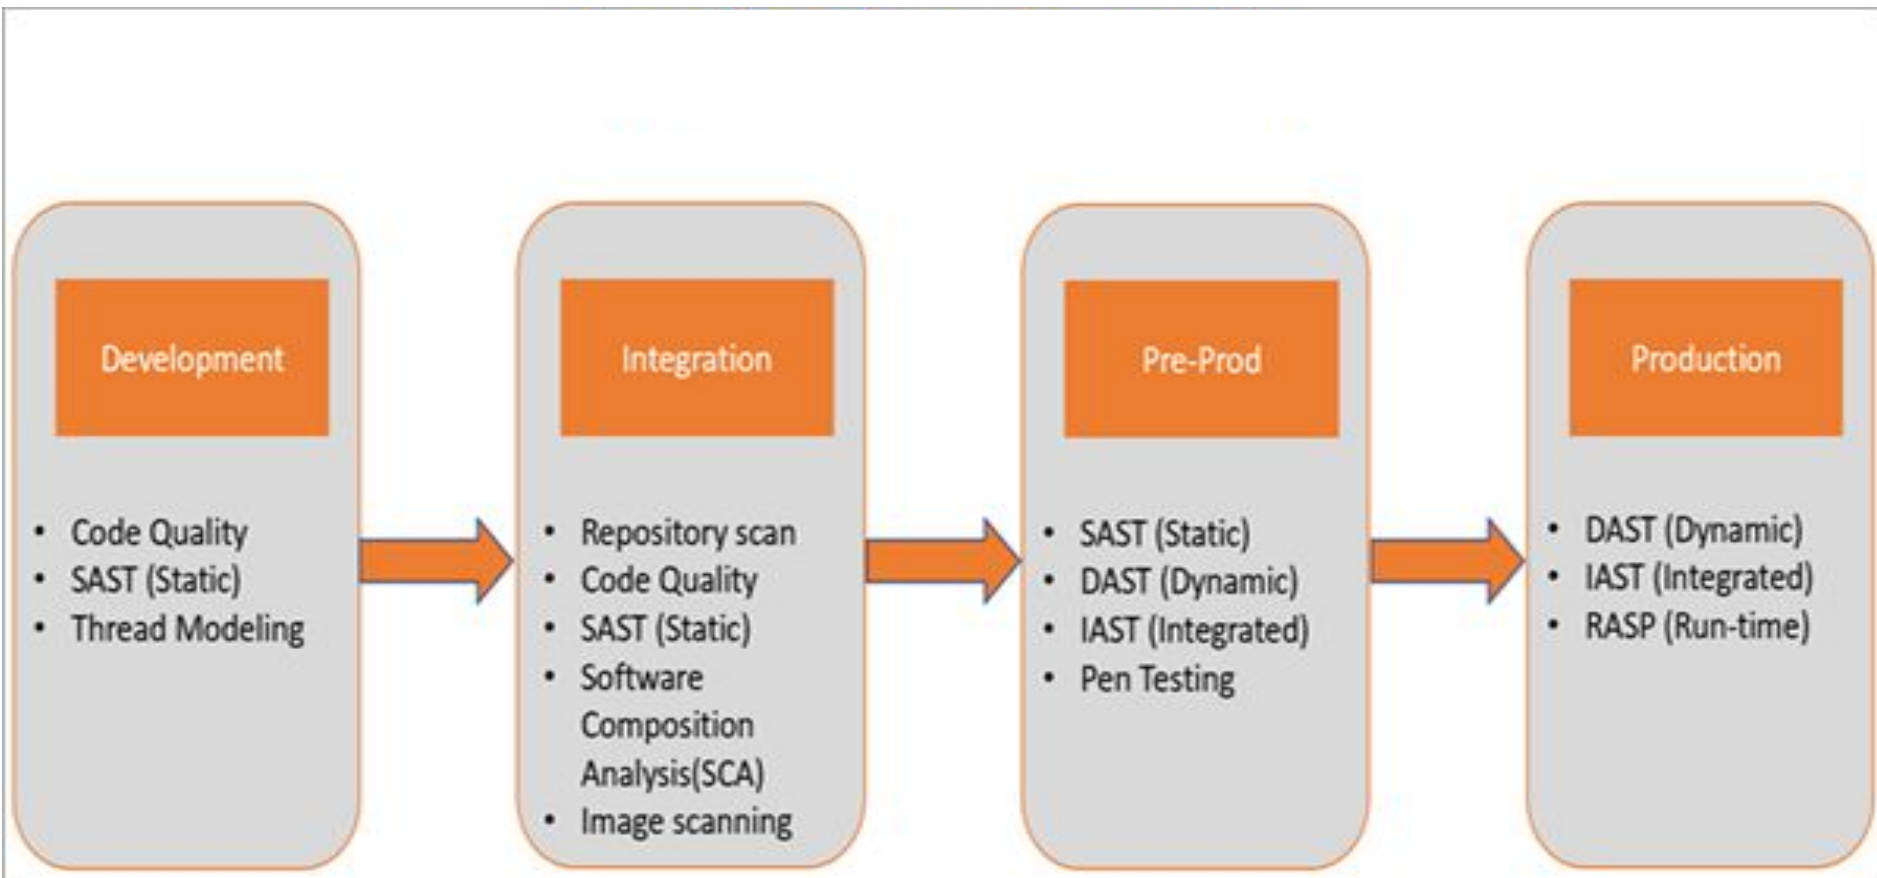 Development
• Code Quality
• SAST (Static)
• Thread Modeling
Integration
• Repository scan
• Code Quality
• SAST (Static)
• Software
Composition
Analysis(SCA)
• Image scanning
Pre-Prod
• SAST (Static)
• DAST (Dynamic)
• IAST (Integrated)
• Pen Testing
Production
• DAST (Dynamic)
• IAST (Integrated)
• RASP (Run-time)